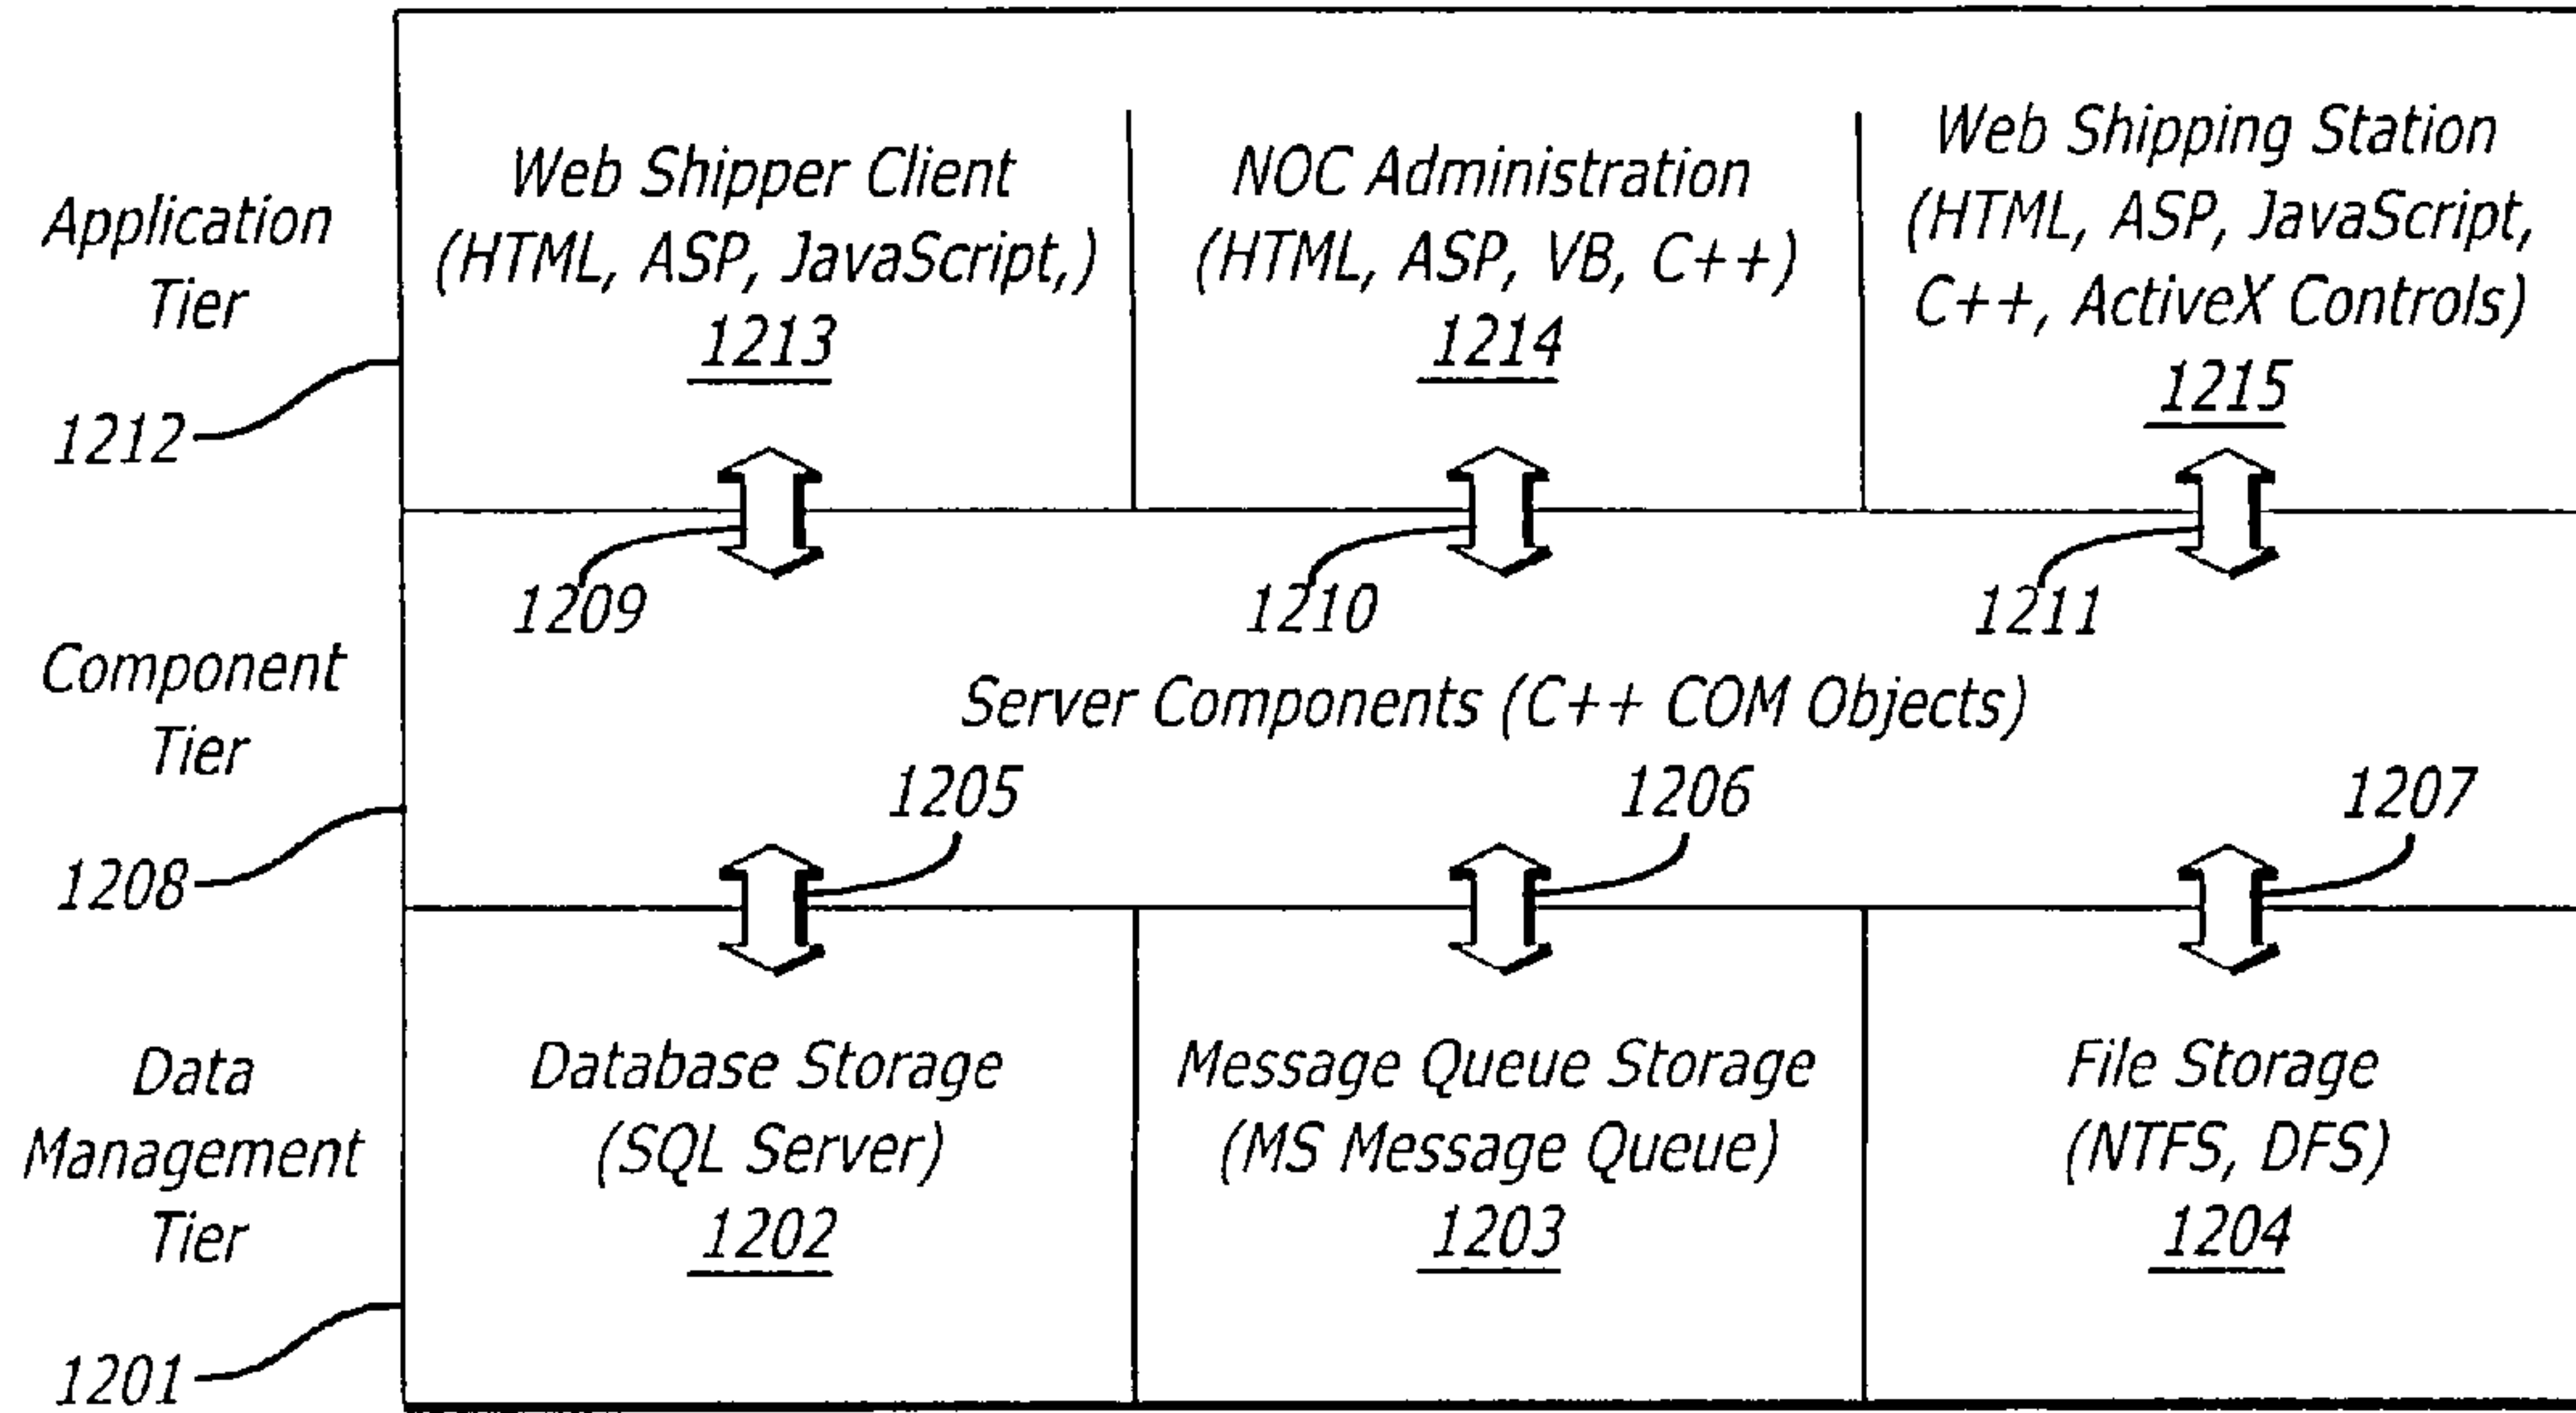 Application
Tier
1212
Web Shipper Client
(HTML, ASP, JavaScript,)
1213
NOC Administration
(HTML, ASP, VB, C++)
1214
Web Shipping Station
(HTML, ASP, JavaScript,
C++, ActiveX Controls)
1215
1209
1210
1211
Component
Tier
1208
Server Components (C++ COM Objects)
1205
1206
1207
Data
Management
Tier
1201
Database Storage
(SQL Server)
1202
Message Queue Storage
(MS Message Queue)
1203
File Storage
(NTFS, DFS)
1204